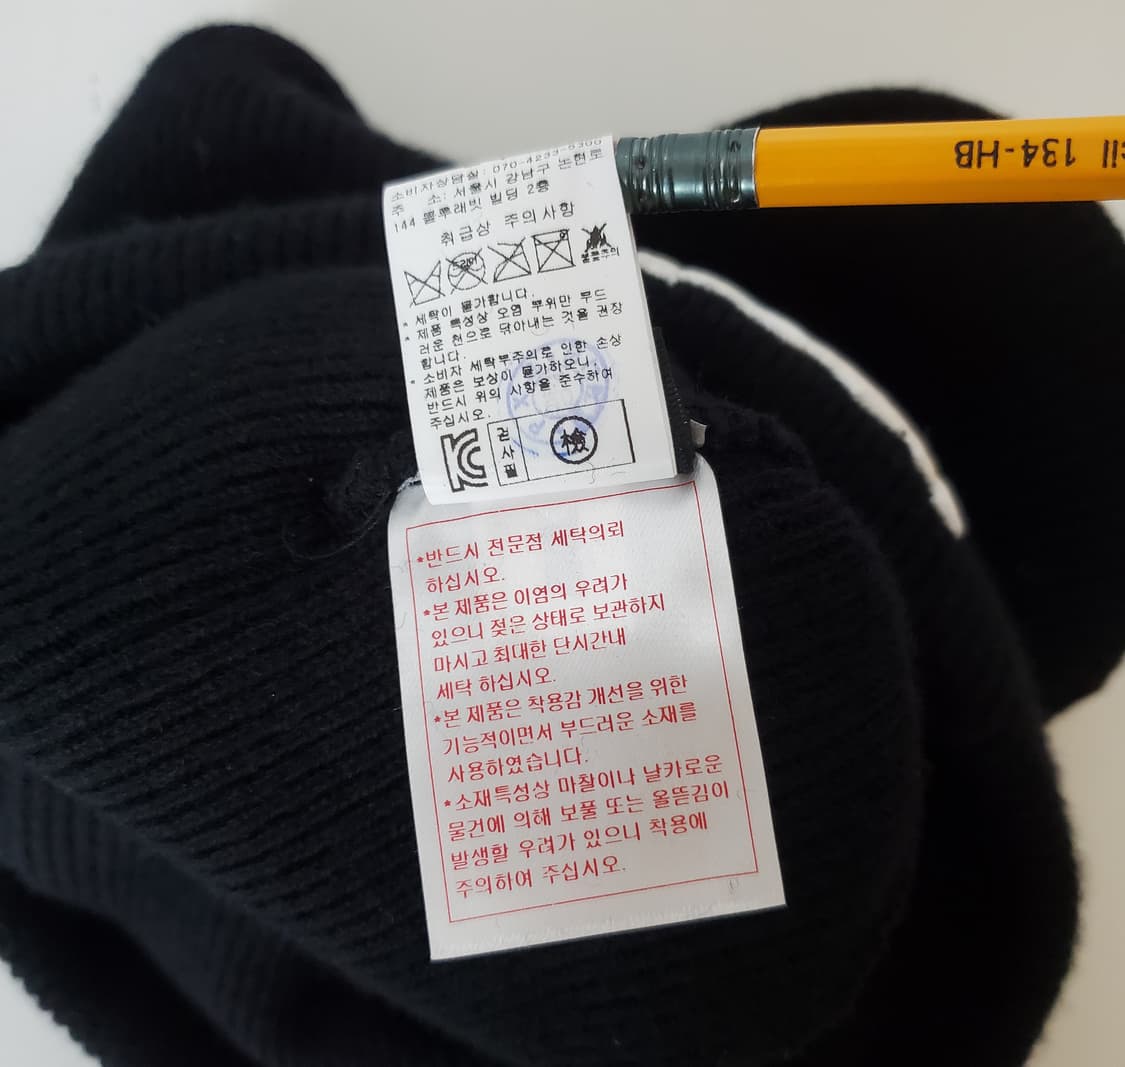 소비자상담실: 070-4233-5300
주 소: 서울시 강남구 논현로
144 블루래빗 빌딩 2층
취급상 주의사항
드라이
불꽃주의
* 세탁이 불가합니다.
* 제품 특성상 오염 부위만 부드
러운 천으로 닦아내는 것을 권장
합니다.
* 소비자 세탁부주의로 인한 손상
제품은 보상이 불가하오니,
반드시 위의 사항을 준수하여
주십시오.
검사필
檢
*반드시 전문점 세탁의뢰
하십시오.
*본 제품은 이염의 우려가
있으니 젖은 상태로 보관하지
마시고 최대한 단시간내
세탁 하십시오.
*본 제품은 착용감 개선을 위한
기능적이면서 부드러운 소재를
사용하였습니다.
*소재특성상 마찰이나 날카로운
물건에 의해 보풀 또는 올뜯김이
발생할 우려가 있으니 착용에
주의하여 주십시오.
cil 134-HB